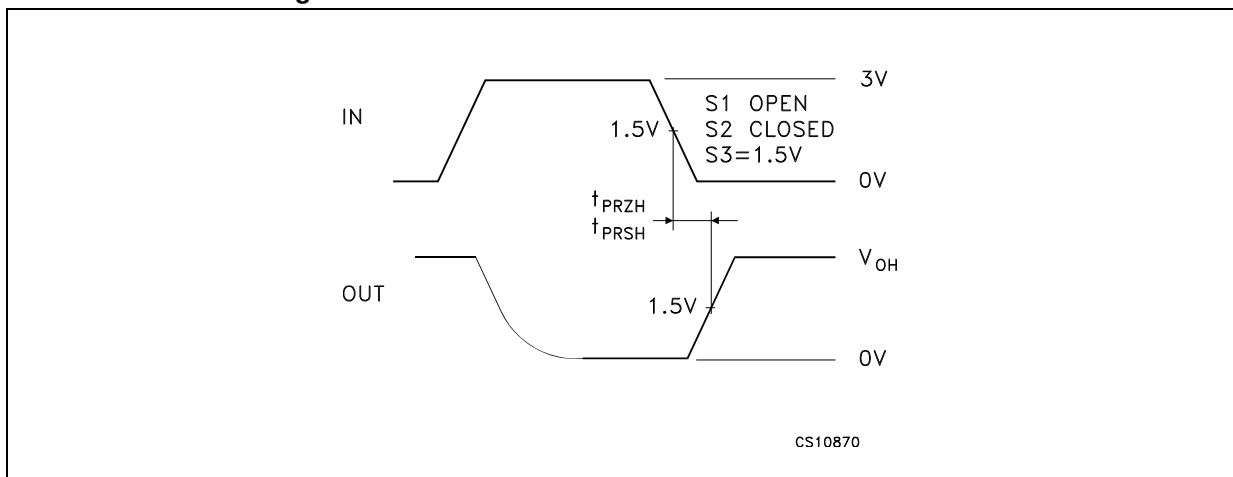 3V
S1 OPEN
IN
1.5V
S2 CLOSED
S3=1.5V
0V
tPRZH
tPRSH
VOH
OUT
1.5V
0V
CS10870